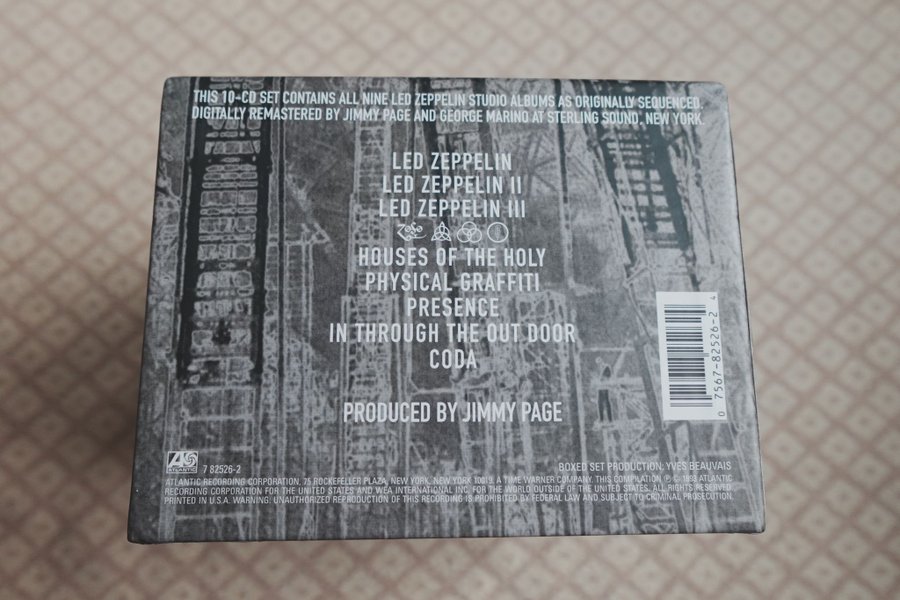 THIS 10-CD SET CONTAINS ALL NINE LED ZEPPELIN STUDIO ALBUMS AS ORIGINALLY SEQUENCED.
DIGITALLY REMASTERED BY JIMMY PAGE AND GEORGE MARINO AT STERLING SOUND, NEW YORK.
LED ZEPPELIN
LED ZEPPELIN II
LED ZEPPELIN III
HOUSES OF THE HOLY
PHYSICAL GRAFFITI
PRESENCE
IN THROUGH THE OUT DOOR
CODA
PRODUCED BY JIMMY PAGE
0 7567-82526-2 4
ATLANTIC
7 82526-2
BOXED SET PRODUCTION: YVES BEAUVAIS
ATLANTIC RECORDING CORPORATION, 75 ROCKEFELLER PLAZA, NEW YORK, NEW YORK 10019. A TIME WARNER COMPANY. THIS COMPILATION ℗ © 1993 ATLANTIC
RECORDING CORPORATION FOR THE UNITED STATES AND WEA INTERNATIONAL INC. FOR THE WORLD OUTSIDE OF THE UNITED STATES. ALL RIGHTS RESERVED.
PRINTED IN U.S.A. WARNING: UNAUTHORIZED REPRODUCTION OF THIS RECORDING IS PROHIBITED BY FEDERAL LAW AND SUBJECT TO CRIMINAL PROSECUTION.